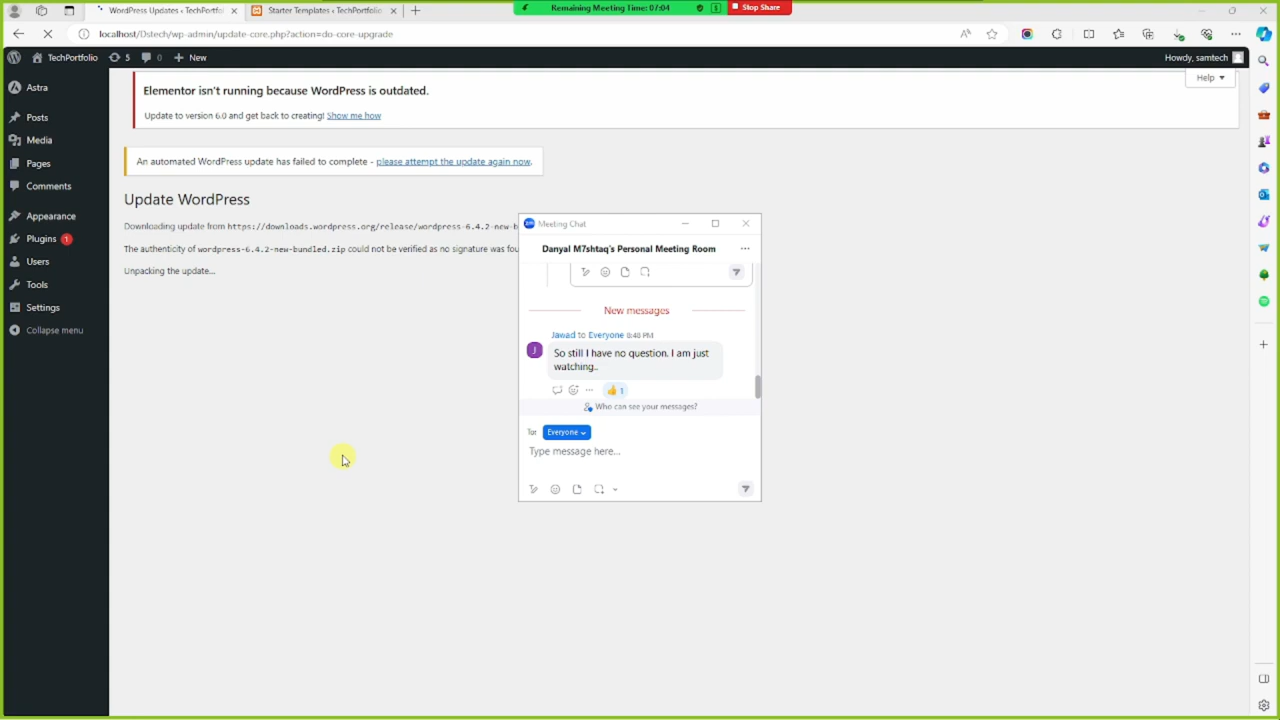 WordPress Updates ‹ TechPortfol
Starter Templates ‹ TechPortfolio
Remaining Meeting Time: 07:04
Stop Share
localhost/Dstech/wp-admin/update-core.php?action=do-core-upgrade
TechPortfolio
5
0
New
Howdy, samtech
Help
Astra
Posts
Media
Pages
Comments
Appearance
Plugins 1
Users
Tools
Settings
Collapse menu
Elementor isn't running because WordPress is outdated.
Update to version 6.0 and get back to creating! Show me how
An automated WordPress update has failed to complete - please attempt the update again now.
Update WordPress
Downloading update from https://downloads.wordpress.org/release/wordpress-6.4.2-new-b
The authenticity of wordpress-6.4.2-new-bundled.zip could not be verified as no signature was fou
Unpacking the update...
Meeting Chat
Danyal M7shtaq's Personal Meeting Room
New messages
Jawad to Everyone 8:48 PM
J
So still I have no question. I am just
watching..
1
Who can see your messages?
To: Everyone
Type message here...